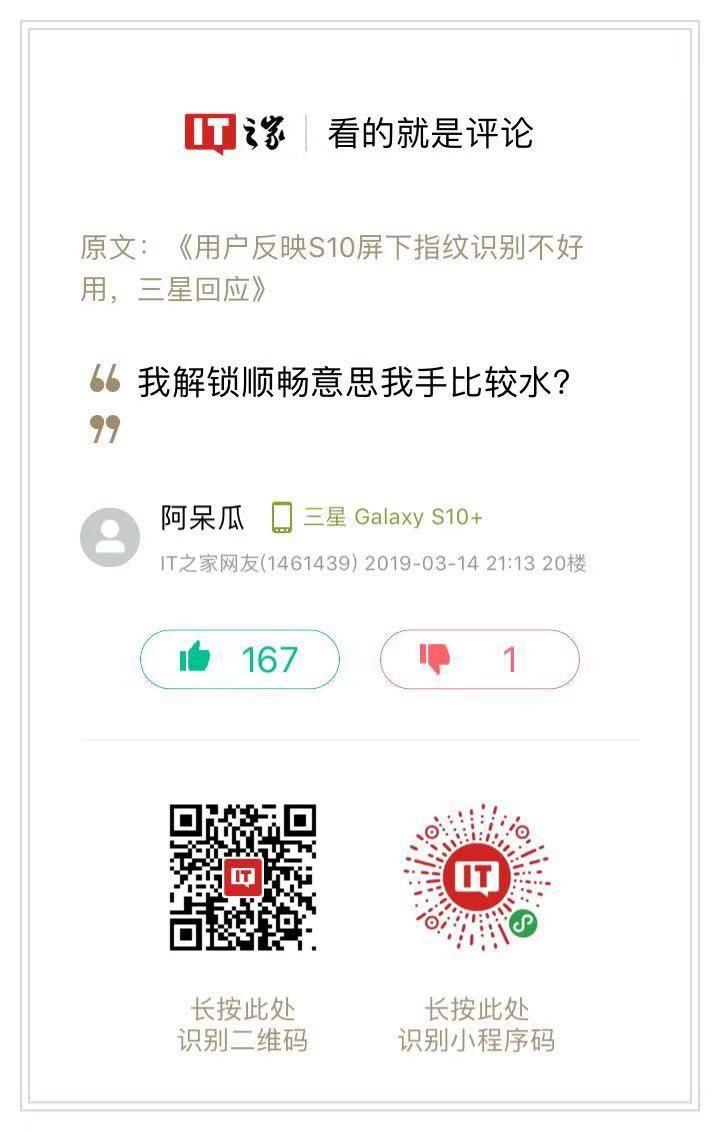 IT之家 看的就是评论
原文：《用户反映S10屏下指纹识别不好
用，三星回应》
“ 我解锁顺畅意思我手比较水？
”
阿呆瓜 三星 Galaxy S10+
IT之家网友(1461439) 2019-03-14 21:13 20楼
167 1
IT IT
长按此处 长按此处
识别二维码 识别小程序码